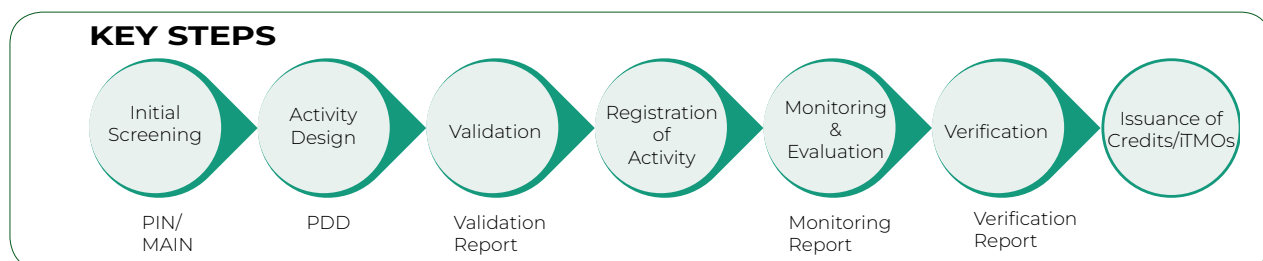 KEY STEPS
Initial
Screening
Activity
Design
Validation
Registration
of
Activity
Monitoring
&
Evaluation
Verification
Issuance of
Credits/iTMOs
PIN/
MAIN
PDD
Validation
Report
Monitoring
Report
Verification
Report